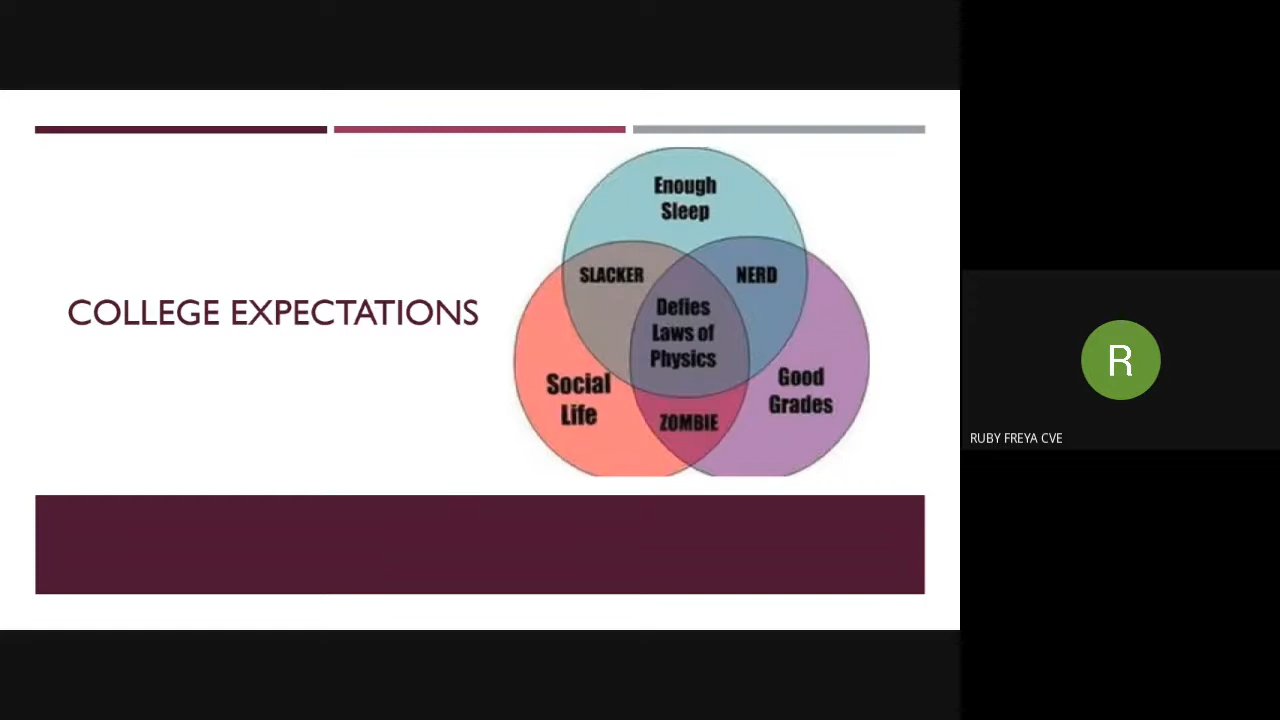 COLLEGE EXPECTATIONS
Enough
Sleep
SLACKER
NERD
Defies
Laws of
Physics
Social
Life
Good
Grades
ZOMBIE
R
RUBY FREYA CVE